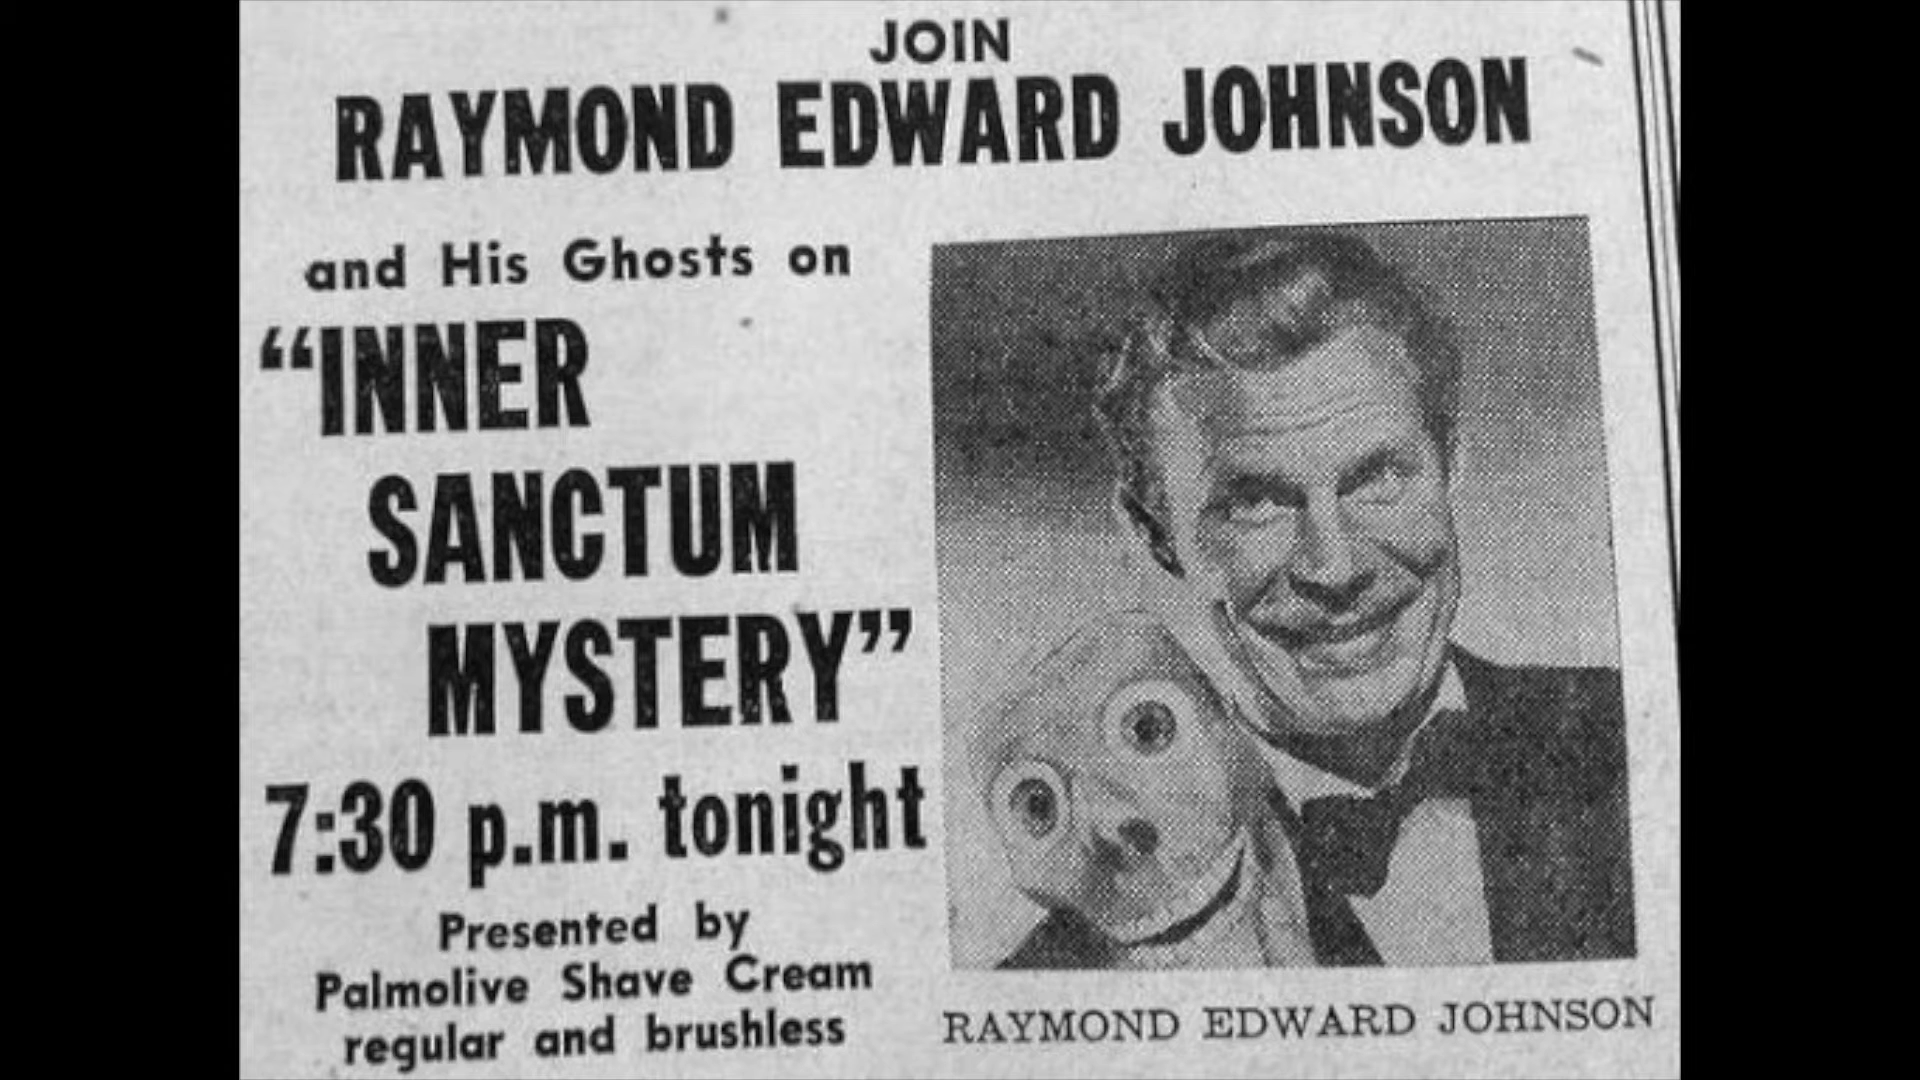 JOIN
RAYMOND EDWARD JOHNSON
and His Ghosts on
“INNER
SANCTUM
MYSTERY”
7:30 p.m. tonight
Presented by
Palmolive Shave Cream
regular and brushless
RAYMOND EDWARD JOHNSON